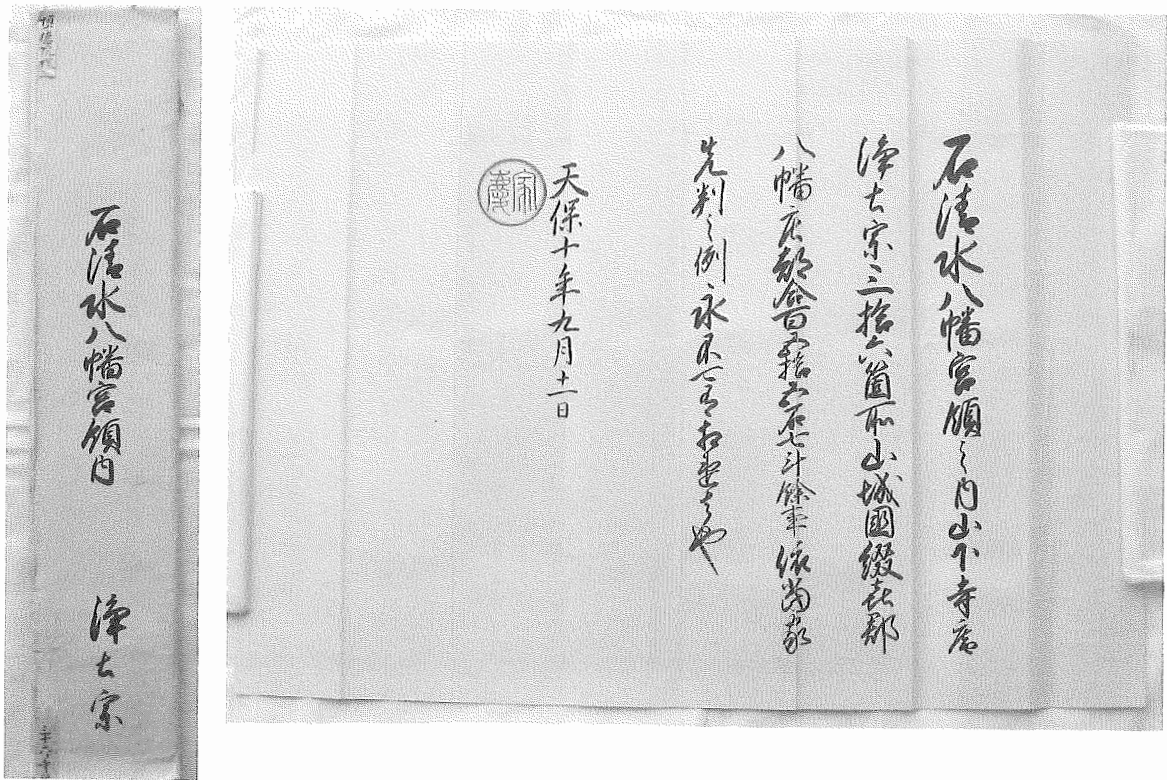 石清水八幡宮領之内山下寺庵
浄土宗三拾六箇所山城國綴喜郡
八幡庄都合百五拾六石七斗餘事依當家
先判之例永不可有相違者也
天保十年九月十一日
家慶
石清水八幡宮領内
浄土宗